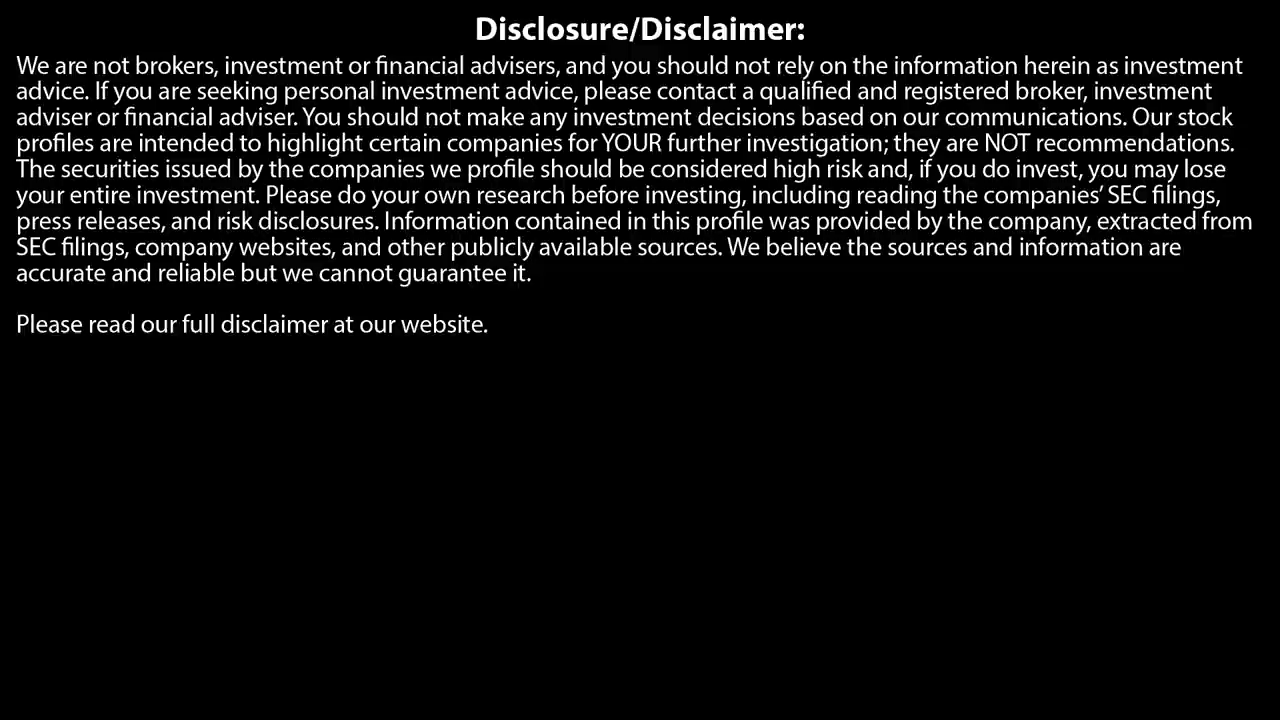 Disclosure/Disclaimer:
We are not brokers, investment or financial advisers, and you should not rely on the information herein as investment
advice. If you are seeking personal investment advice, please contact a qualified and registered broker, investment
adviser or financial adviser. You should not make any investment decisions based on our communications. Our stock
profiles are intended to highlight certain companies for YOUR further investigation; they are NOT recommendations.
The securities issued by the companies we profile should be considered high risk and, if you do invest, you may lose
your entire investment. Please do your own research before investing, including reading the companies’ SEC filings,
press releases, and risk disclosures. Information contained in this profile was provided by the company, extracted from
SEC filings, company websites, and other publicly available sources. We believe the sources and information are
accurate and reliable but we cannot guarantee it.
Please read our full disclaimer at our website.